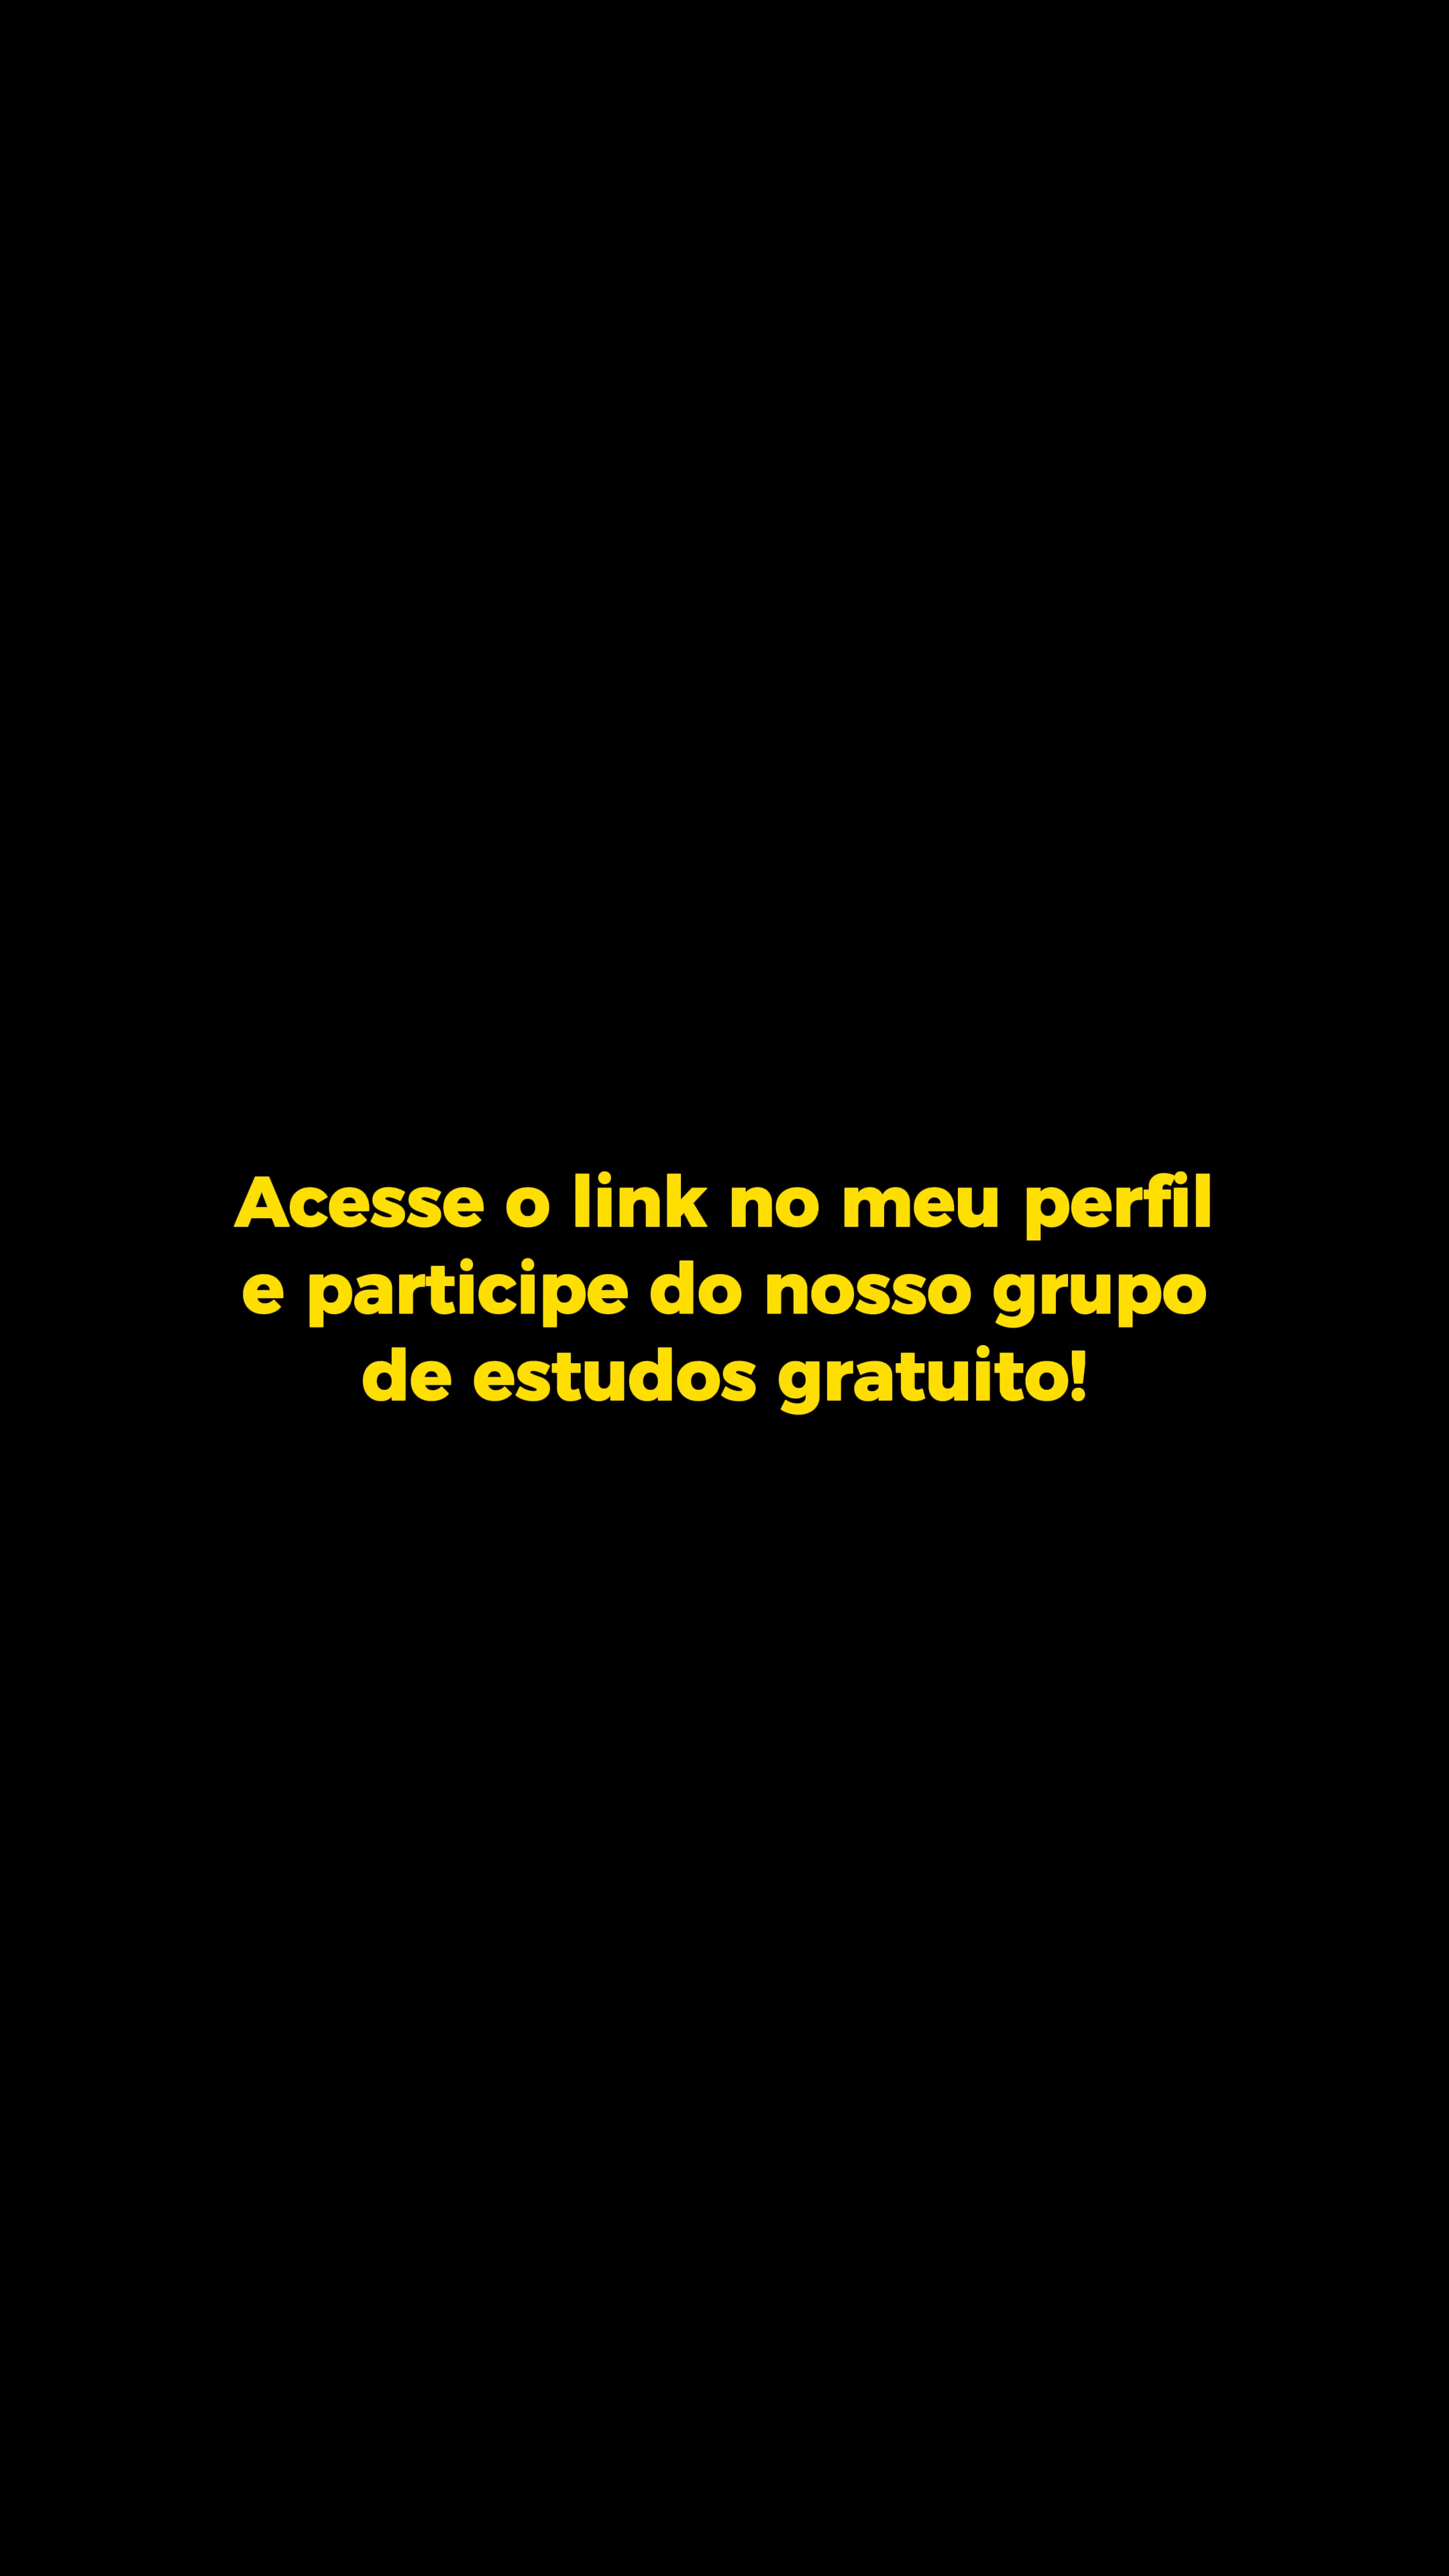 Acesse o link no meu perfil
e participe do nosso grupo
de estudos gratuito!